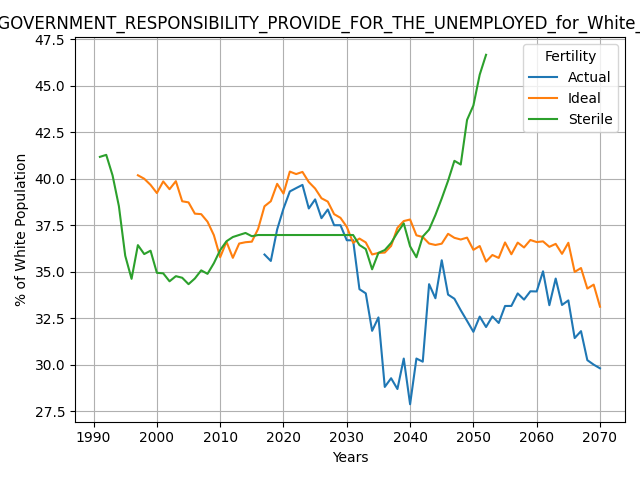 GOVERNMENT_RESPONSIBILITY_PROVIDE_FOR_THE_UNEMPLOYED_for_White_
47.5
45.0
42.5
40.0
37.5
35.0
32.5
30.0
27.5
% of White Population
Fertility
Actual
Ideal
Sterile
1990 2000 2010 2020 2030 2040 2050 2060 2070
Years